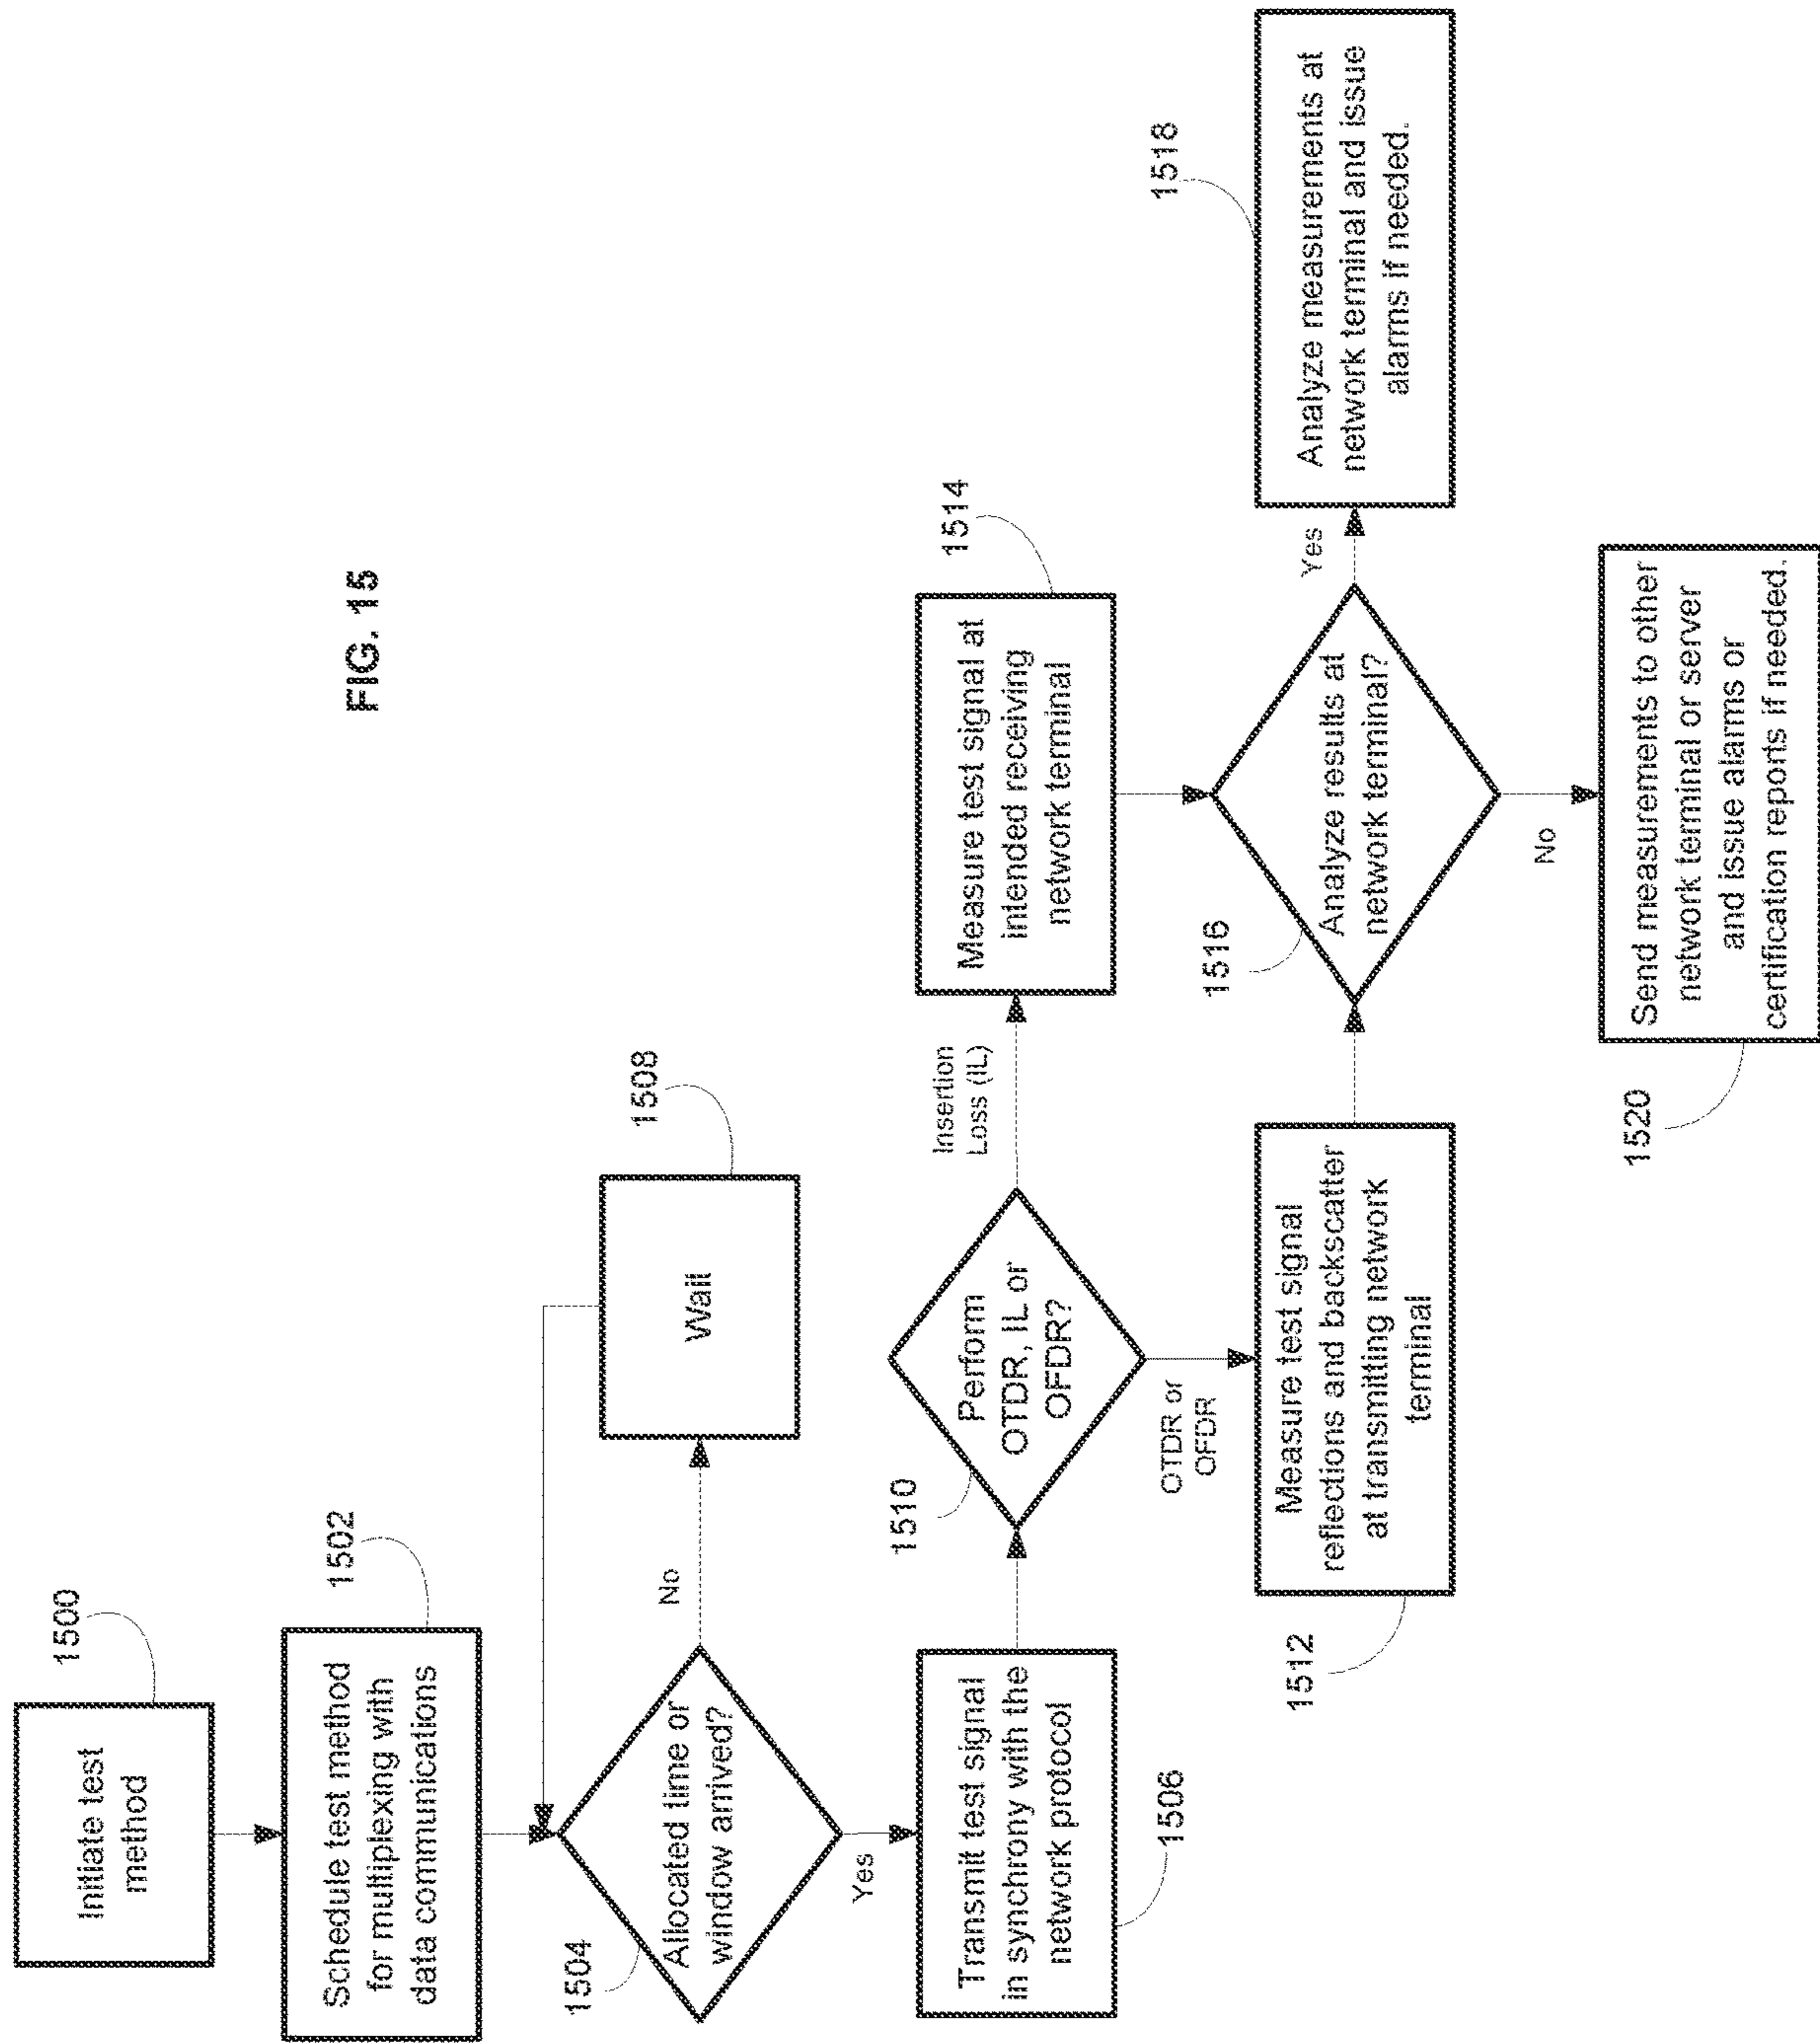 FIG. 15
1500
Initiate test
method
1502
Schedule test method
for multiplexing with
data communications
1504
Allocated time or
window arrived?
No
1508
Wait
Yes
1506
Transmit test signal
in synchrony with the
network protocol
1510
Perform
OTDR, IL or
OFDR?
Insertion
Loss (IL)
1514
Measure test signal at
intended receiving
network terminal
OTDR or
OFDR
1512
Measure test signal
reflections and backscatter
at transmitting network
terminal
1516
Analyze results at
network terminal?
Yes
1518
Analyze measurements at
network terminal and issue
alarms if needed.
No
1520
Send measurements to other
network terminal or server
and issue alarms or
certification reports if needed.